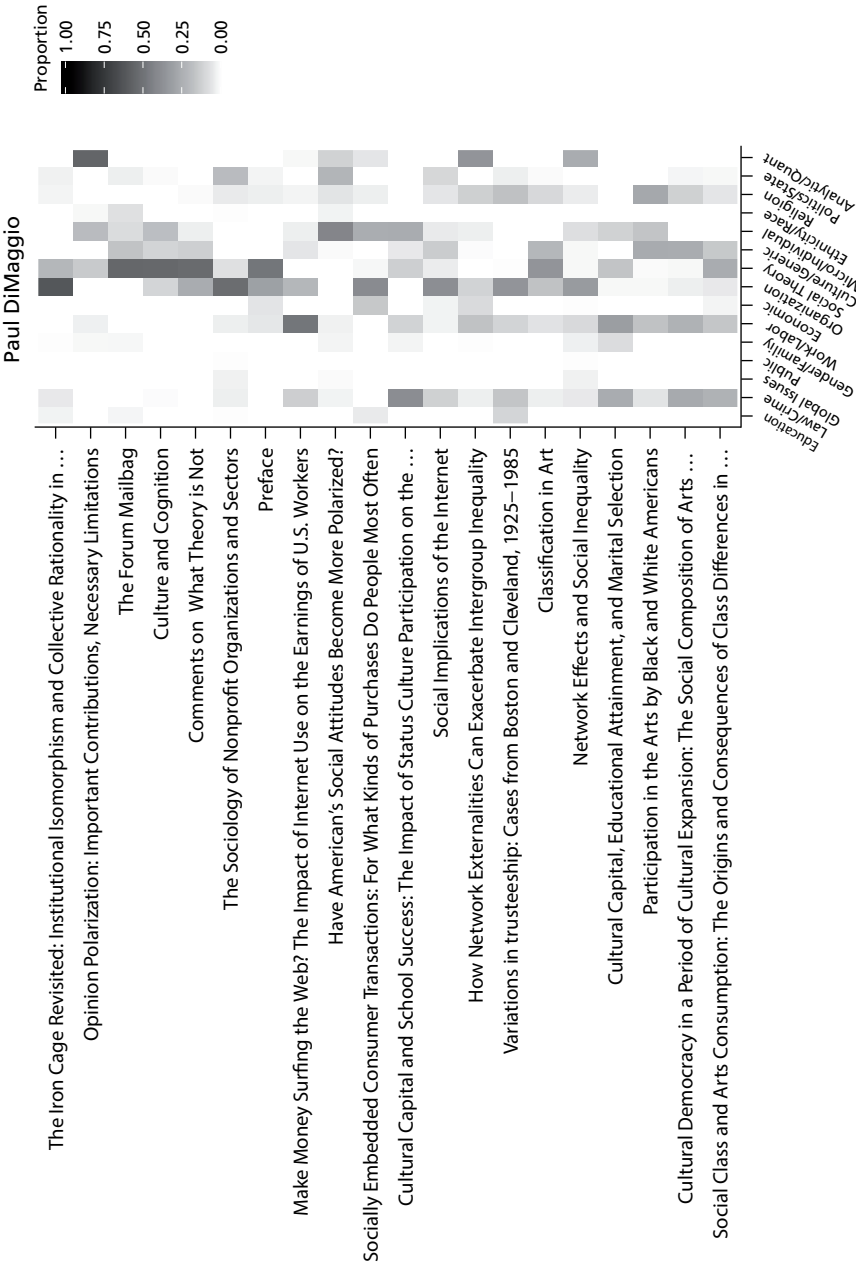 Paul DiMaggio
The Iron Cage Revisited: Institutional Isomorphism and Collective Rationality in …
Opinion Polarization: Important Contributions, Necessary Limitations
The Forum Mailbag
Culture and Cognition
Comments on What Theory is Not
The Sociology of Nonprofit Organizations and Sectors
Preface
Make Money Surfing the Web? The Impact of Internet Use on the Earnings of U.S. Workers
Have American's Social Attitudes Become More Polarized?
Socially Embedded Consumer Transactions: For What Kinds of Purchases Do People Most Often
Cultural Capital and School Success: The Impact of Status Culture Participation on the …
Social Implications of the Internet
How Network Externalities Can Exacerbate Intergroup Inequality
Variations in trusteeship: Cases from Boston and Cleveland, 1925–1985
Classification in Art
Network Effects and Social Inequality
Cultural Capital, Educational Attainment, and Marital Selection
Participation in the Arts by Black and White Americans
Cultural Democracy in a Period of Cultural Expansion: The Social Composition of Arts …
Social Class and Arts Consumption: The Origins and Consequences of Class Differences in …
Education
Law/Crime
Global Issues
Public
Gender/Familiy
Work/Labor
Economic
Organization
Social Theory
Culture/Generic
Micro/Individual
Ethnicity/Race
Religion
Politics/State
Analytic/Quant
Proportion
1.00
0.75
0.50
0.25
0.00